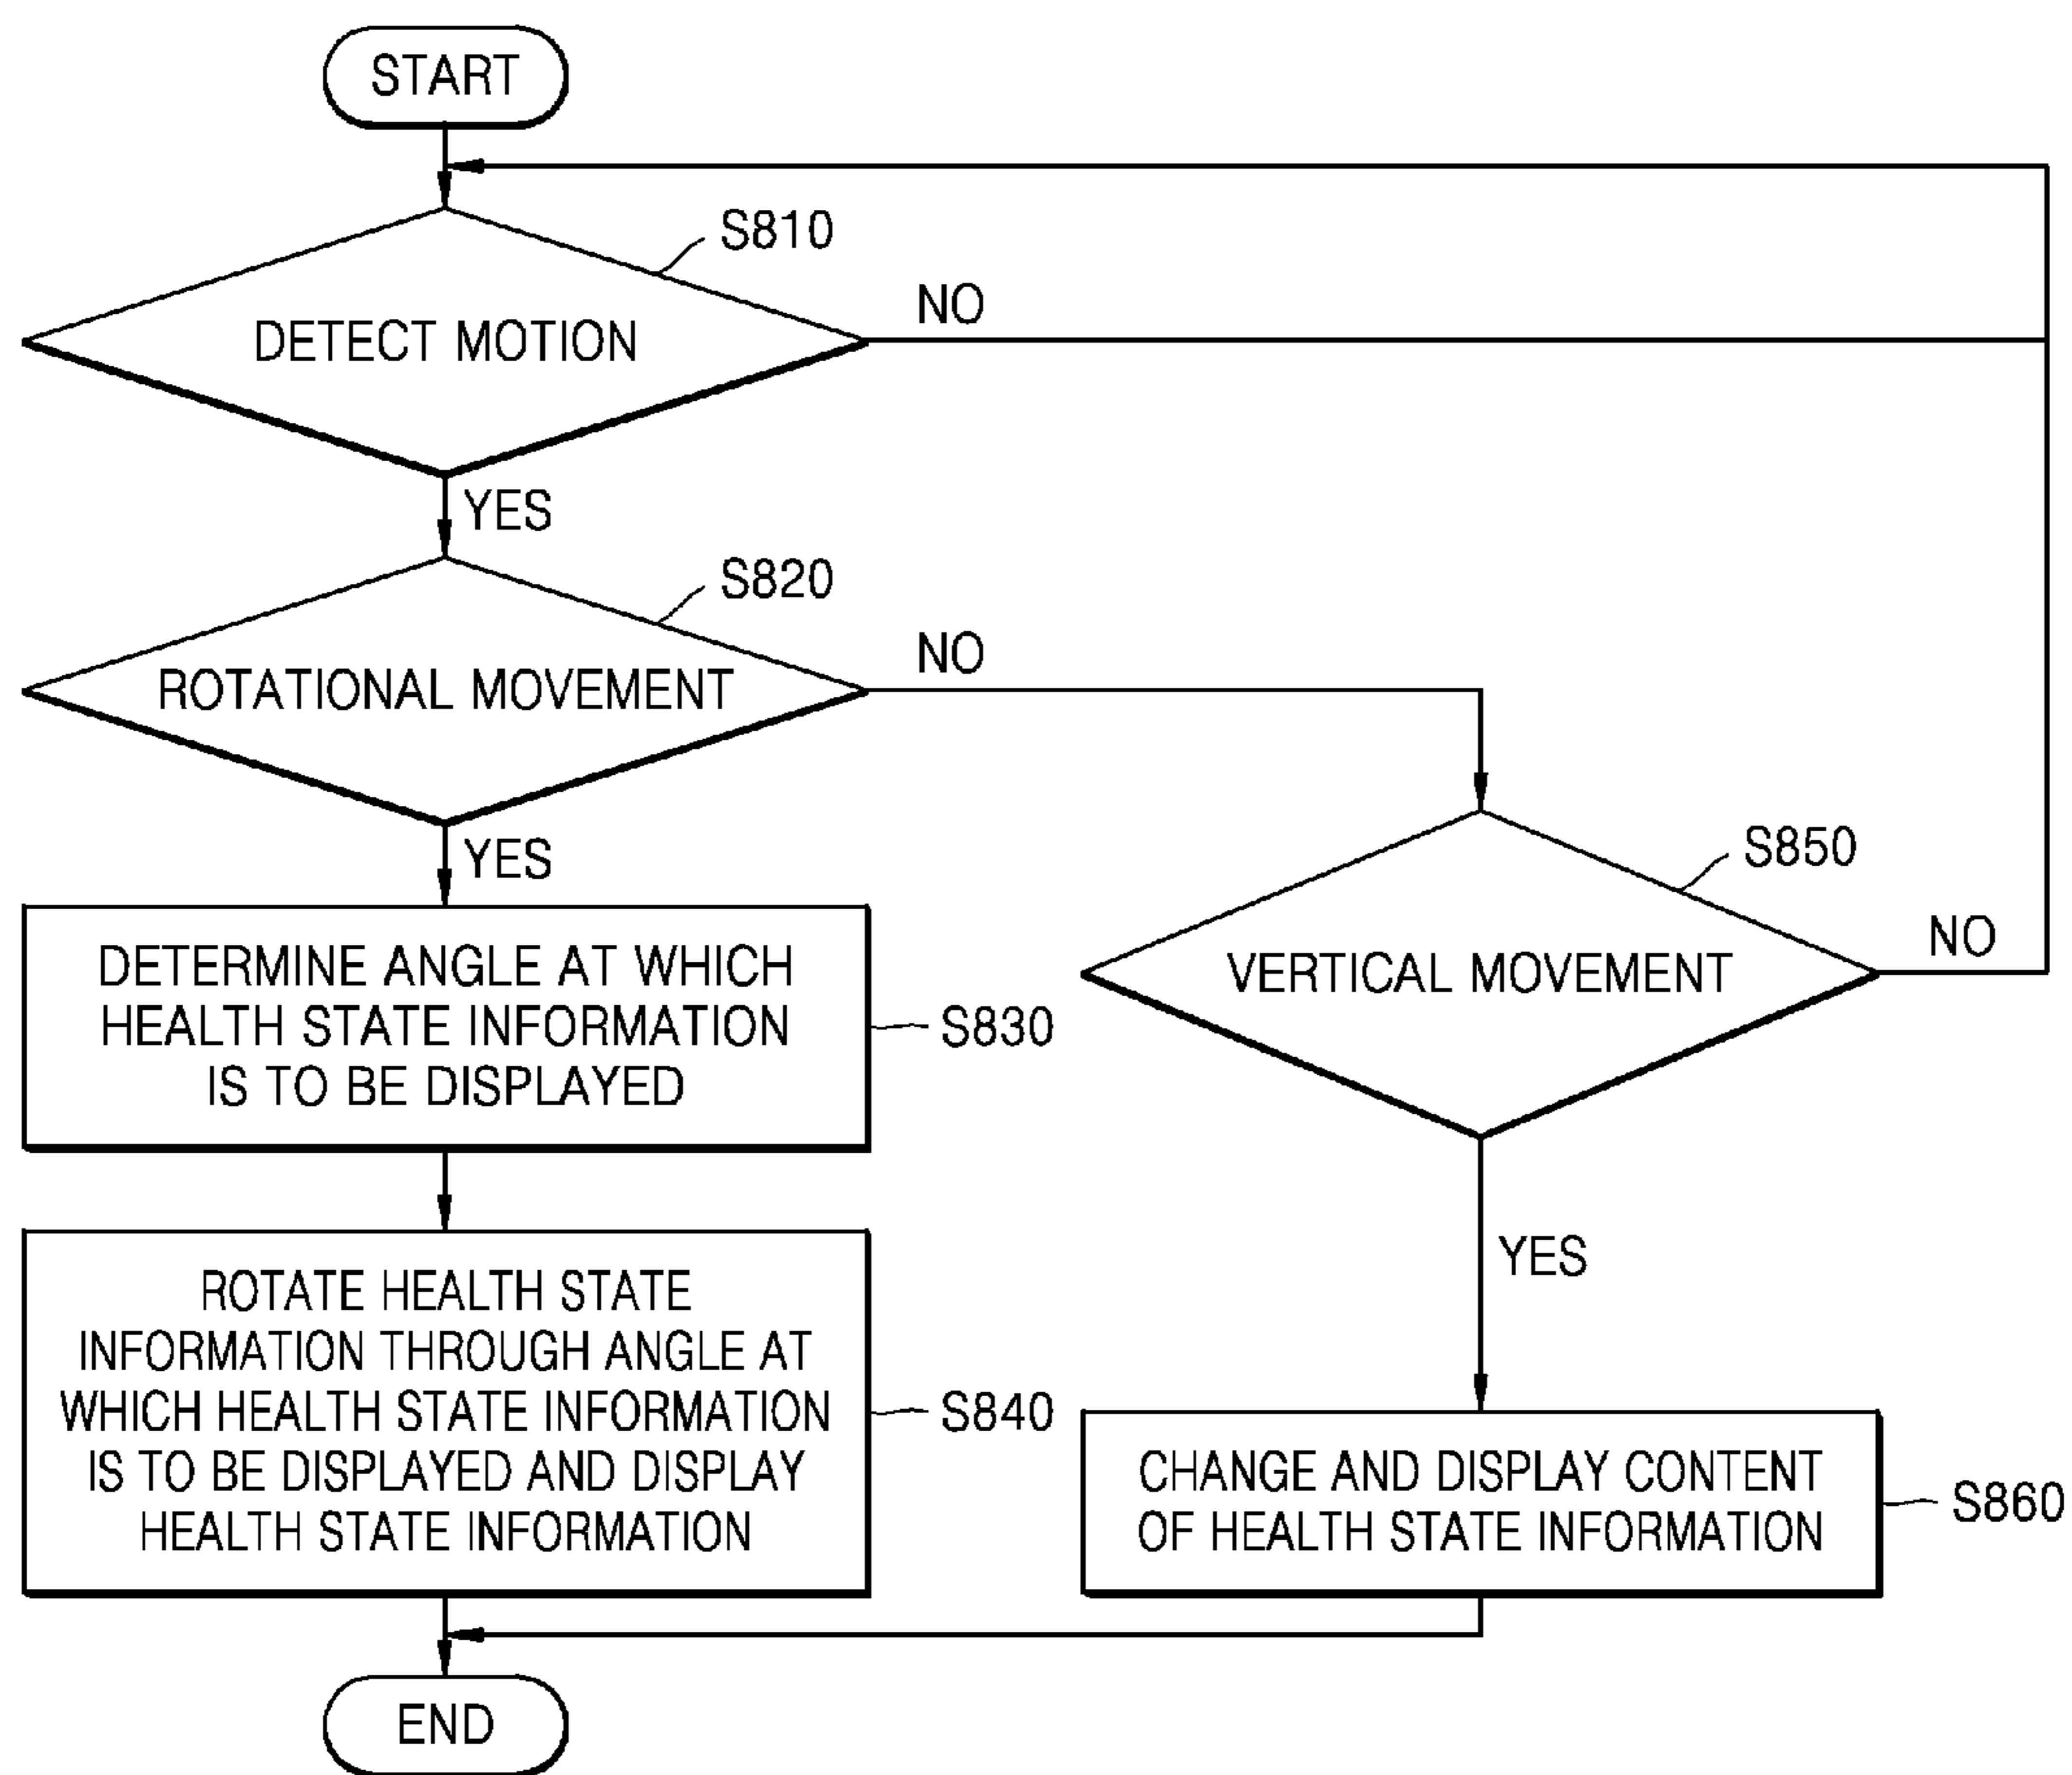 START
S810
NO
DETECT MOTION
YES
S820
NO
ROTATIONAL MOVEMENT
YES
S850
NO
VERTICAL MOVEMENT
DETERMINE ANGLE AT WHICH
HEALTH STATE INFORMATION
IS TO BE DISPLAYED
S830
YES
ROTATE HEALTH STATE
INFORMATION THROUGH ANGLE AT
WHICH HEALTH STATE INFORMATION
IS TO BE DISPLAYED AND DISPLAY
HEALTH STATE INFORMATION
S840
CHANGE AND DISPLAY CONTENT
OF HEALTH STATE INFORMATION
S860
END